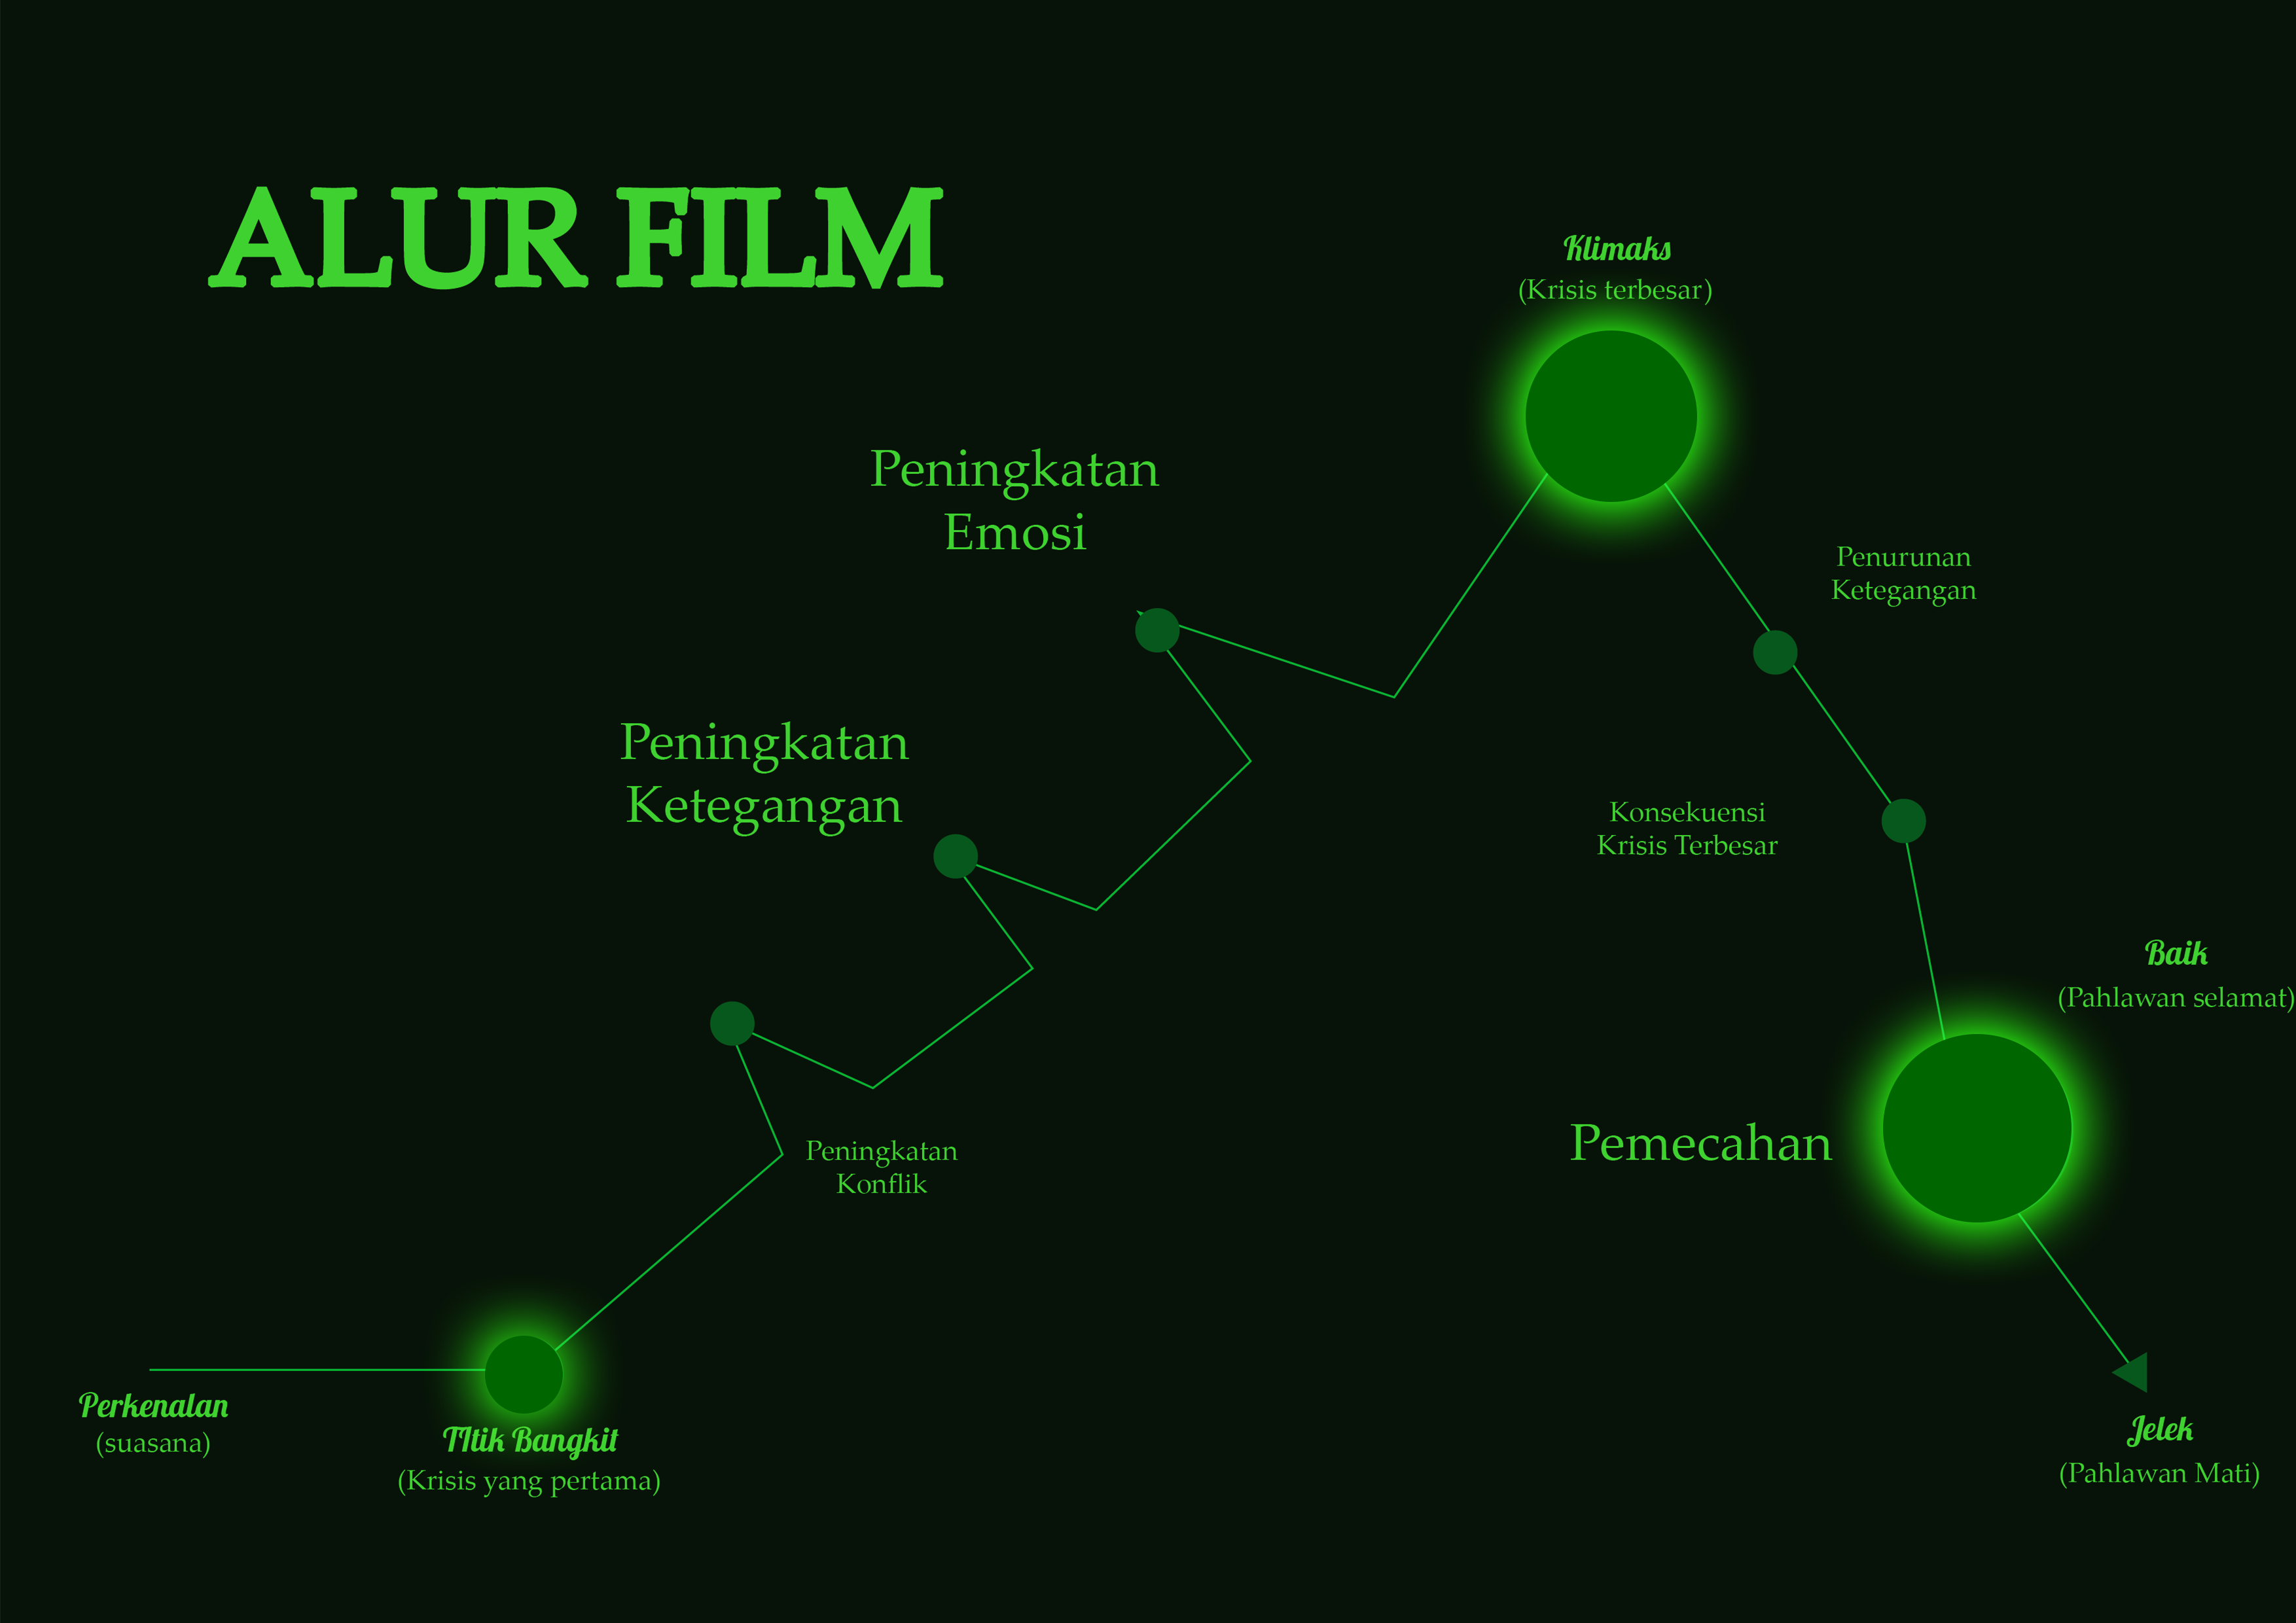 ALUR FILM
Klimaks
(Krisis terbesar)
Peningkatan
Emosi
Penurunan
Ketegangan
Peningkatan
Ketegangan
Konsekuensi
Krisis Terbesar
Baik
(Pahlawan selamat)
Pemecahan
Peningkatan
Konflik
Perkenalan
(suasana)
TItik Bangkit
(Krisis yang pertama)
Jelek
(Pahlawan Mati)